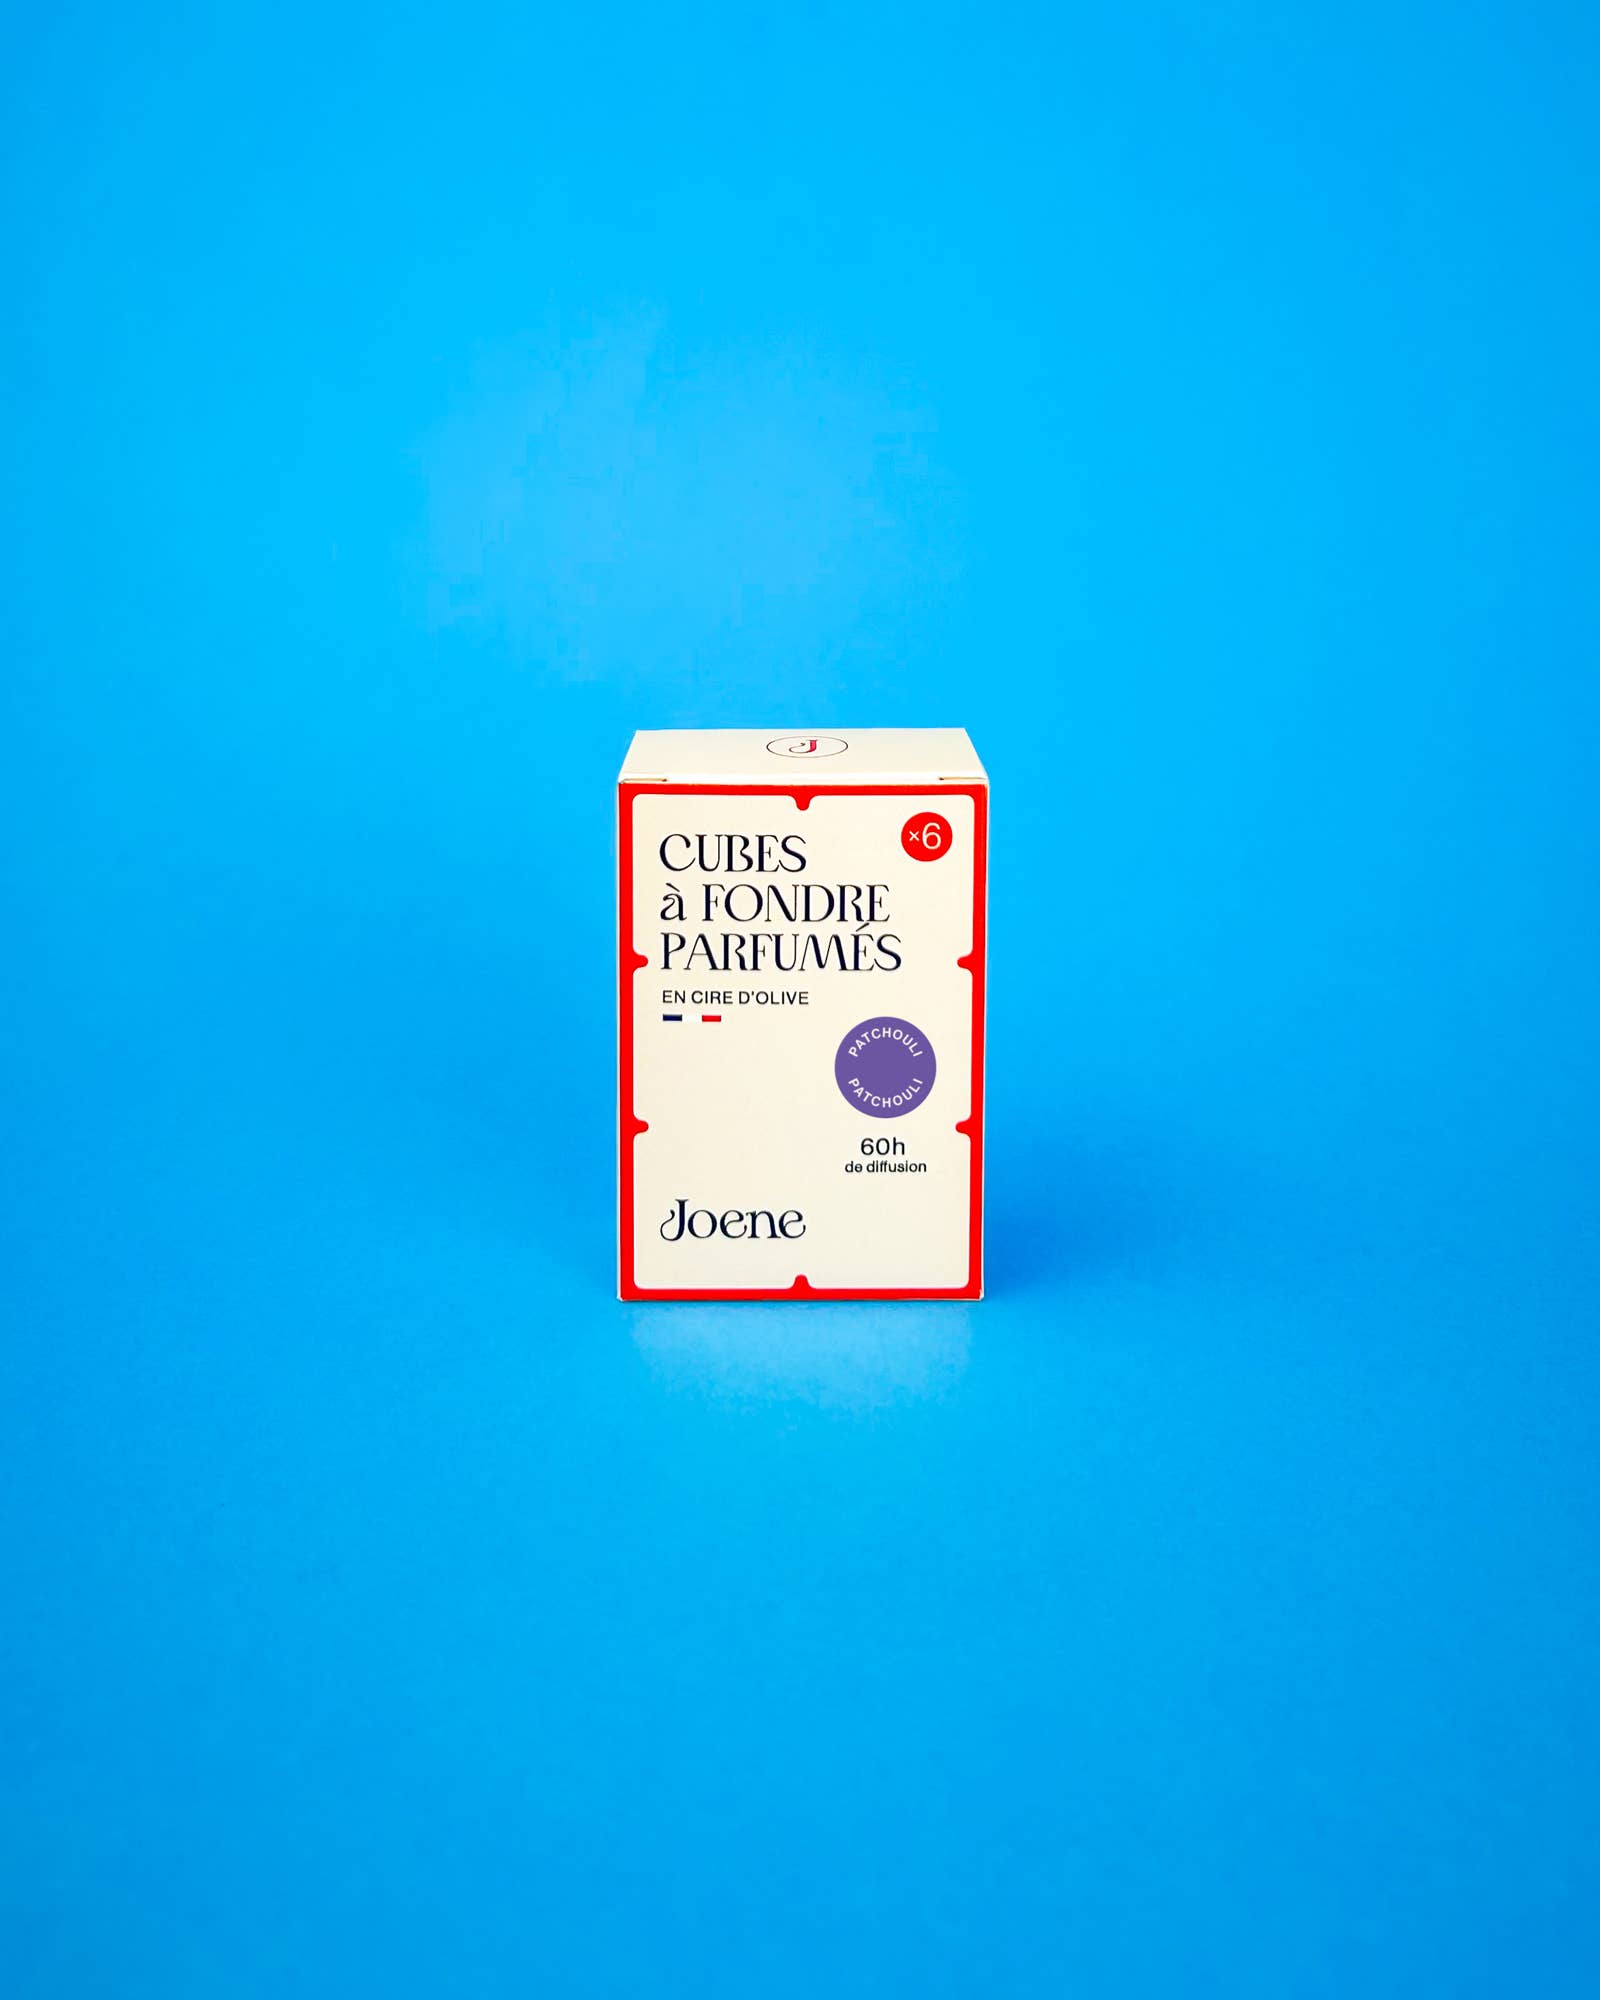 J
×6
CUBES
à FONDRE
PARFUMÉS
EN CIRE D'OLIVE
PATCHOULI
PATCHOULI
60h
de diffusion
Joene